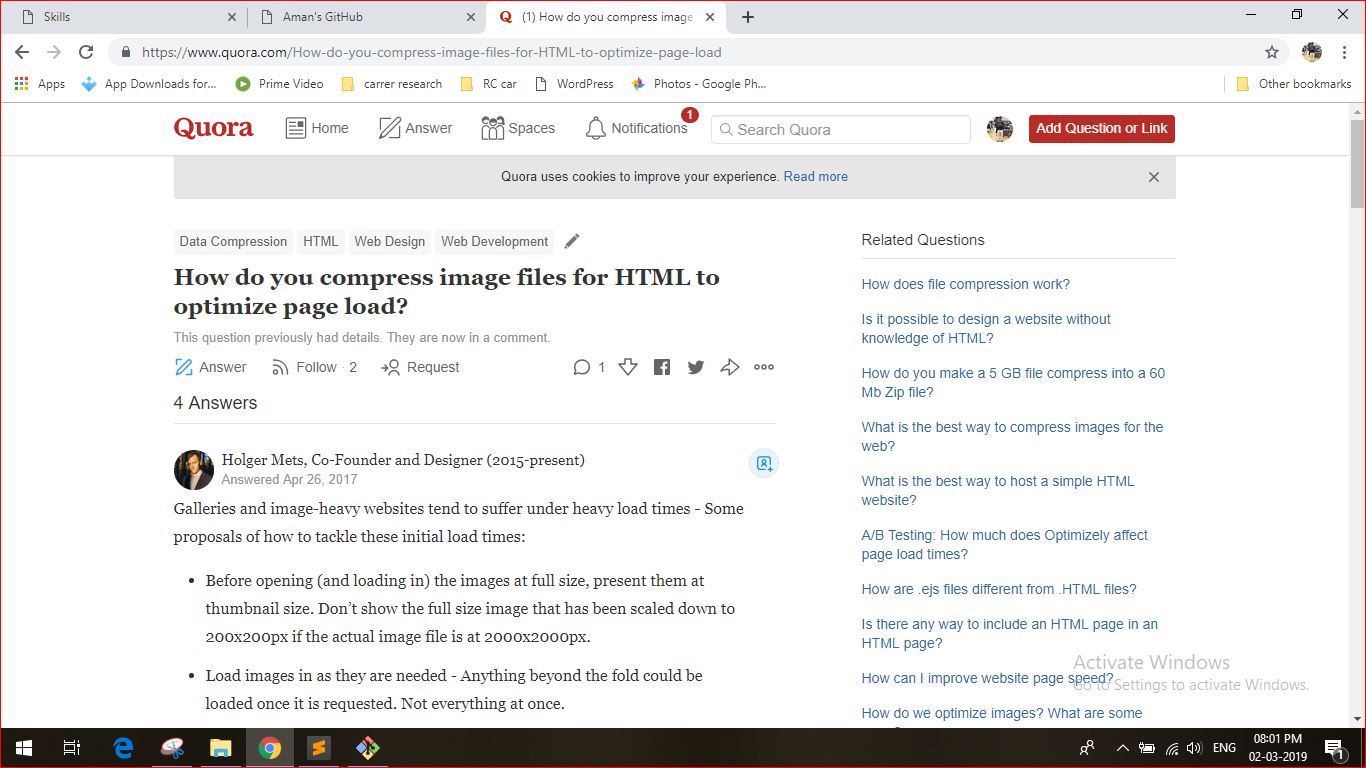 Skills
Aman's GitHub
(1) How do you compress image
https://www.quora.com/How-do-you-compress-image-files-for-HTML-to-optimize-page-load
Apps
App Downloads for...
Prime Video
carrer research
RC car
WordPress
Photos - Google Ph...
Other bookmarks
Quora
Home
Answer
Spaces
Notifications
1
Search Quora
Add Question or Link
Quora uses cookies to improve your experience. Read more
Data Compression HTML Web Design Web Development
How do you compress image files for HTML to
optimize page load?
This question previously had details. They are now in a comment.
Answer Follow · 2 Request 1
4 Answers
Holger Mets, Co-Founder and Designer (2015-present)
Answered Apr 26, 2017
Galleries and image-heavy websites tend to suffer under heavy load times - Some
proposals of how to tackle these initial load times:
• Before opening (and loading in) the images at full size, present them at
thumbnail size. Don’t show the full size image that has been scaled down to
200x200px if the actual image file is at 2000x2000px.
• Load images in as they are needed - Anything beyond the fold could be
loaded once it is requested. Not everything at once.
Related Questions
How does file compression work?
Is it possible to design a website without
knowledge of HTML?
How do you make a 5 GB file compress into a 60
Mb Zip file?
What is the best way to compress images for the
web?
What is the best way to host a simple HTML
website?
A/B Testing: How much does Optimizely affect
page load times?
How are .ejs files different from .HTML files?
Is there any way to include an HTML page in an
HTML page?
How can I improve website page speed?
How do we optimize images? What are some
Activate Windows
Go to Settings to activate Windows.
ENG
08:01 PM
02-03-2019
1